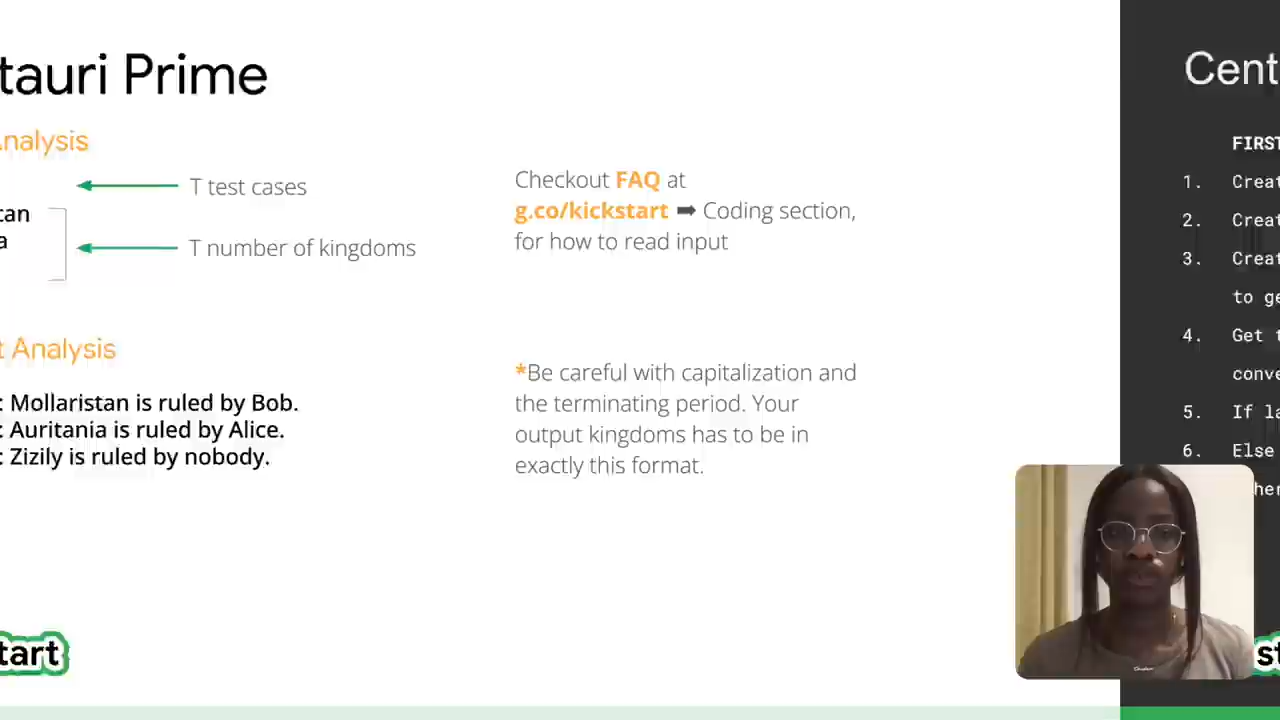 tauri Prime
Analysis
T test cases
tan
a
T number of kingdoms
Checkout FAQ at
g.co/kickstart ➡ Coding section,
for how to read input
t Analysis
: Mollaristan is ruled by Bob.
: Auritania is ruled by Alice.
: Zizily is ruled by nobody.
*Be careful with capitalization and
the terminating period. Your
output kingdoms has to be in
exactly this format.
tart
Cent
FIRST
1. Creat
2. Creat
3. Creat
to ge
4. Get t
conve
5. If la
6. Else
her
st